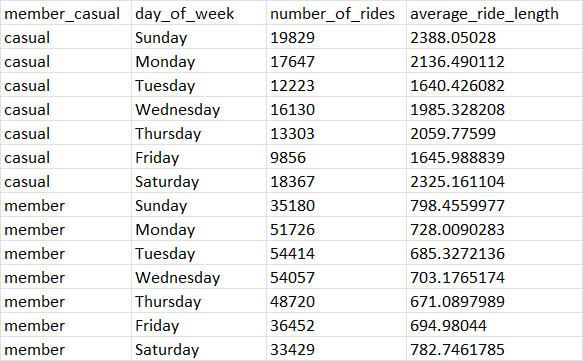 member_casual day_of_week number_of_rides average_ride_length
casual Sunday 19829 2388.05028
casual Monday 17647 2136.490112
casual Tuesday 12223 1640.426082
casual Wednesday 16130 1985.328208
casual Thursday 13303 2059.77599
casual Friday 9856 1645.988839
casual Saturday 18367 2325.161104
member Sunday 35180 798.4559977
member Monday 51726 728.0090283
member Tuesday 54414 685.3272136
member Wednesday 54057 703.1765174
member Thursday 48720 671.0897989
member Friday 36452 694.98044
member Saturday 33429 782.7461785